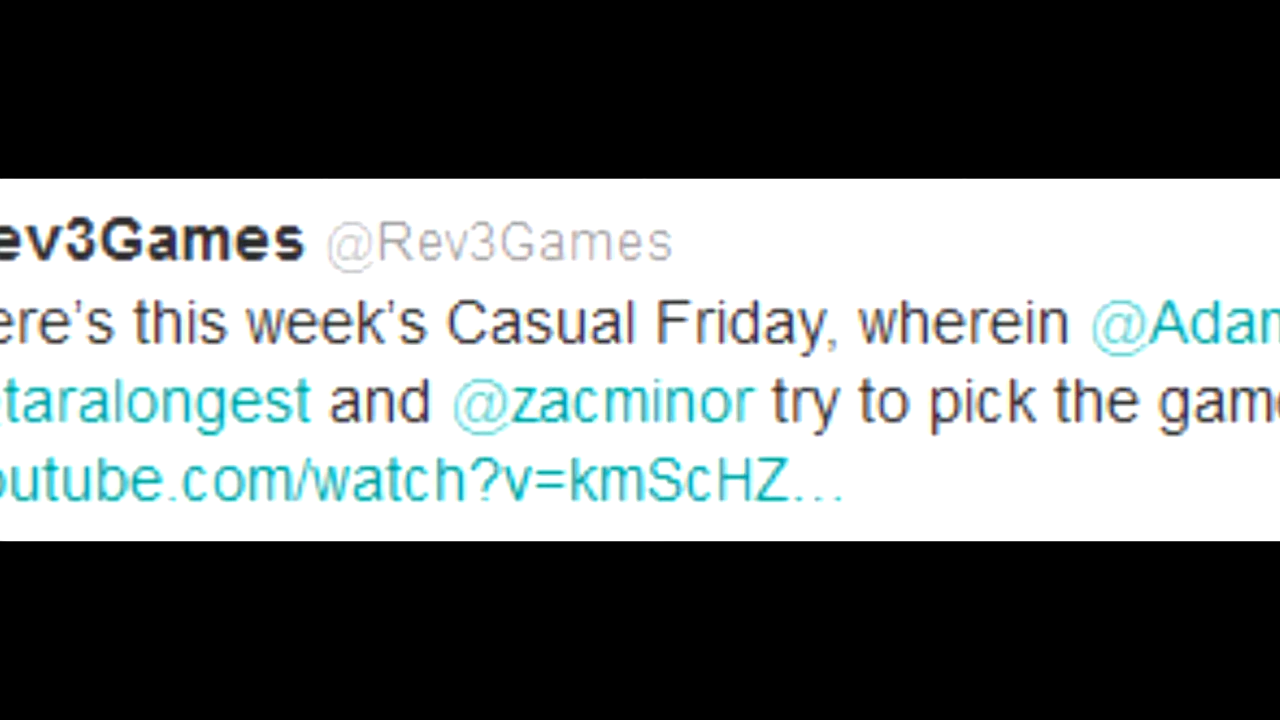 ev3Games @Rev3Games
ere's this week's Casual Friday, wherein @Adam
taralongest and @zacminor try to pick the game
outube.com/watch?v=kmScHZ...